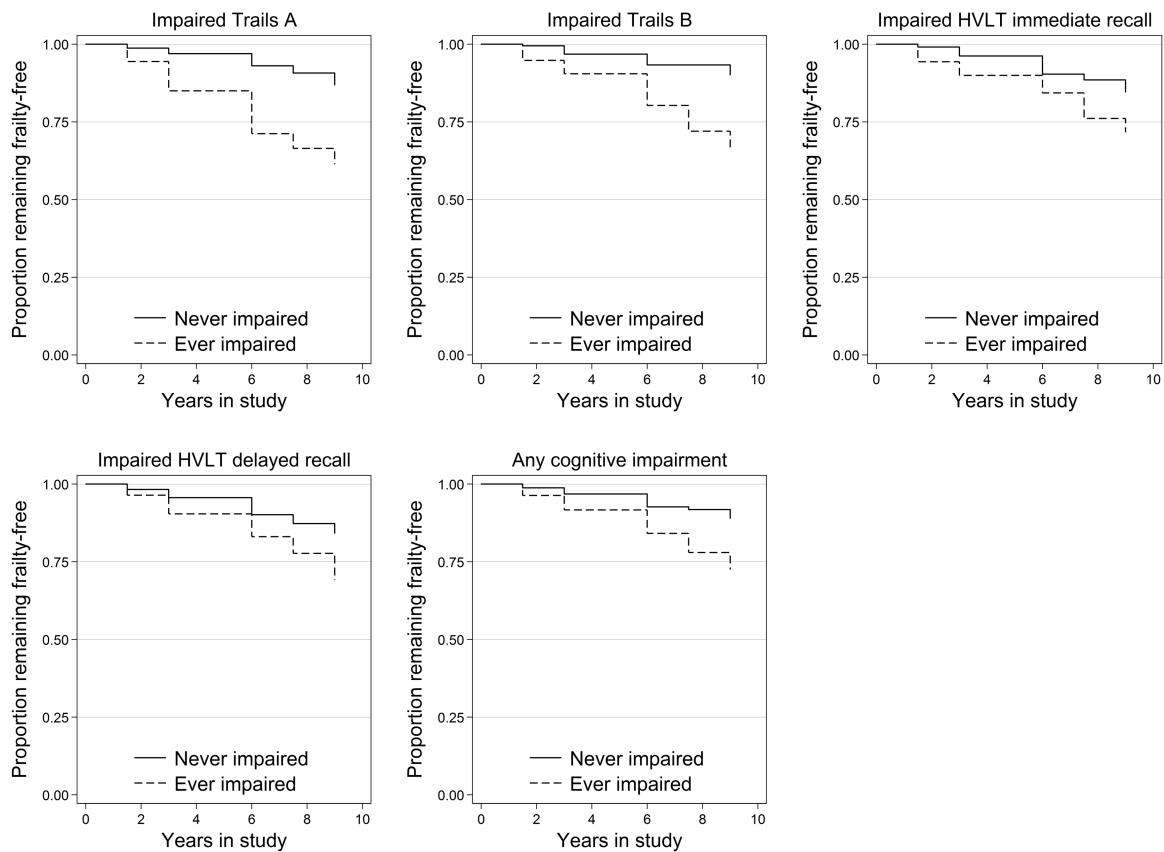 Impaired Trails A
Proportion remaining frailty-free
1.00
0.75
0.50
0.25
0.00
Never impaired
Ever impaired
0 2 4 6 8 10
Years in study
Impaired Trails B
Proportion remaining frailty-free
1.00
0.75
0.50
0.25
0.00
Never impaired
Ever impaired
0 2 4 6 8 10
Years in study
Impaired HVLT immediate recall
Proportion remaining frailty-free
1.00
0.75
0.50
0.25
0.00
Never impaired
Ever impaired
0 2 4 6 8 10
Years in study
Impaired HVLT delayed recall
Proportion remaining frailty-free
1.00
0.75
0.50
0.25
0.00
Never impaired
Ever impaired
0 2 4 6 8 10
Years in study
Any cognitive impairment
Proportion remaining frailty-free
1.00
0.75
0.50
0.25
0.00
Never impaired
Ever impaired
0 2 4 6 8 10
Years in study